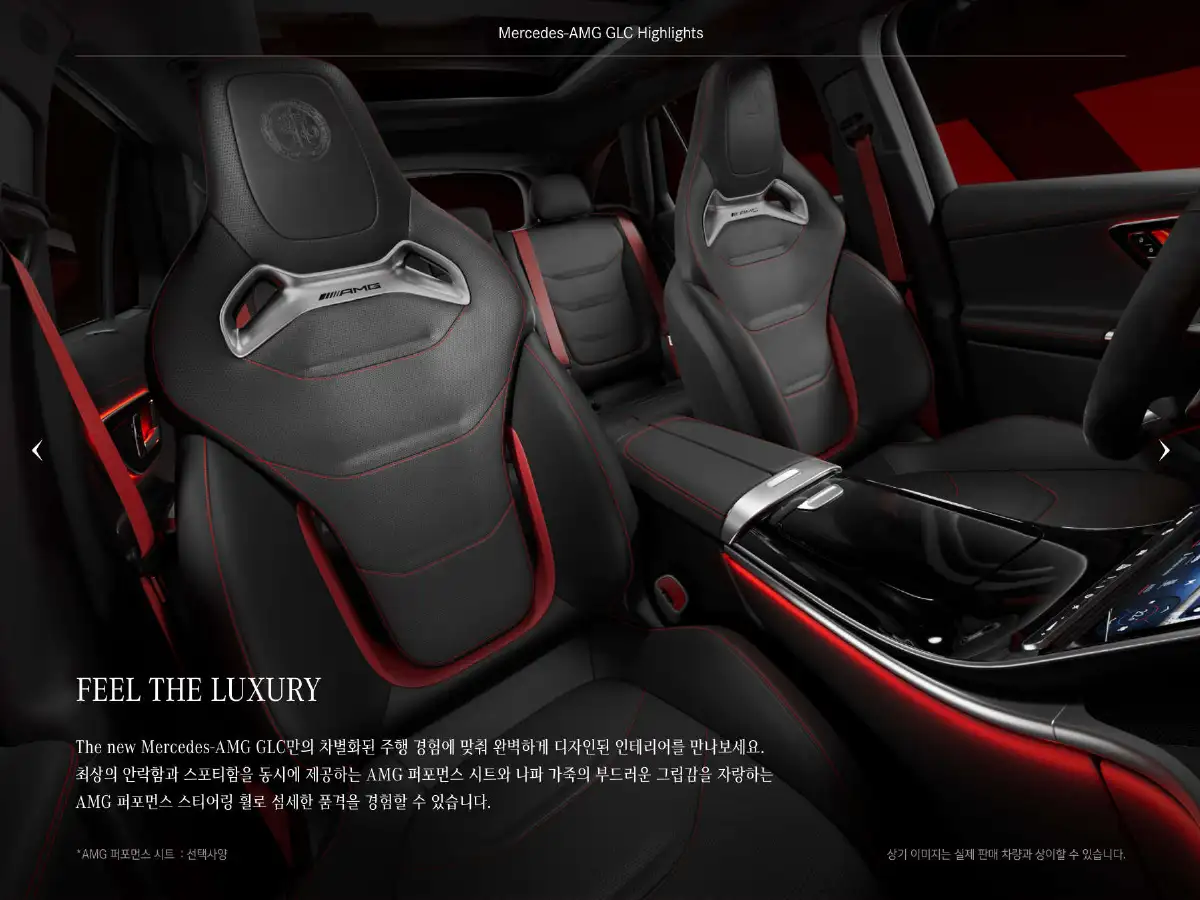 Mercedes-AMG GLC Highlights
AMG
AMG
FEEL THE LUXURY
The new Mercedes-AMG GLC만의 차별화된 주행 경험에 맞춰 완벽하게 디자인된 인테리어를 만나보세요.
최상의 안락함과 스포티함을 동시에 제공하는 AMG 퍼포먼스 시트와 나파 가죽의 부드러운 그립감을 자랑하는
AMG 퍼포먼스 스티어링 휠로 섬세한 품격을 경험할 수 있습니다.
*AMG 퍼포먼스 시트 : 선택사양
상기 이미지는 실제 판매 차량과 상이할 수 있습니다.